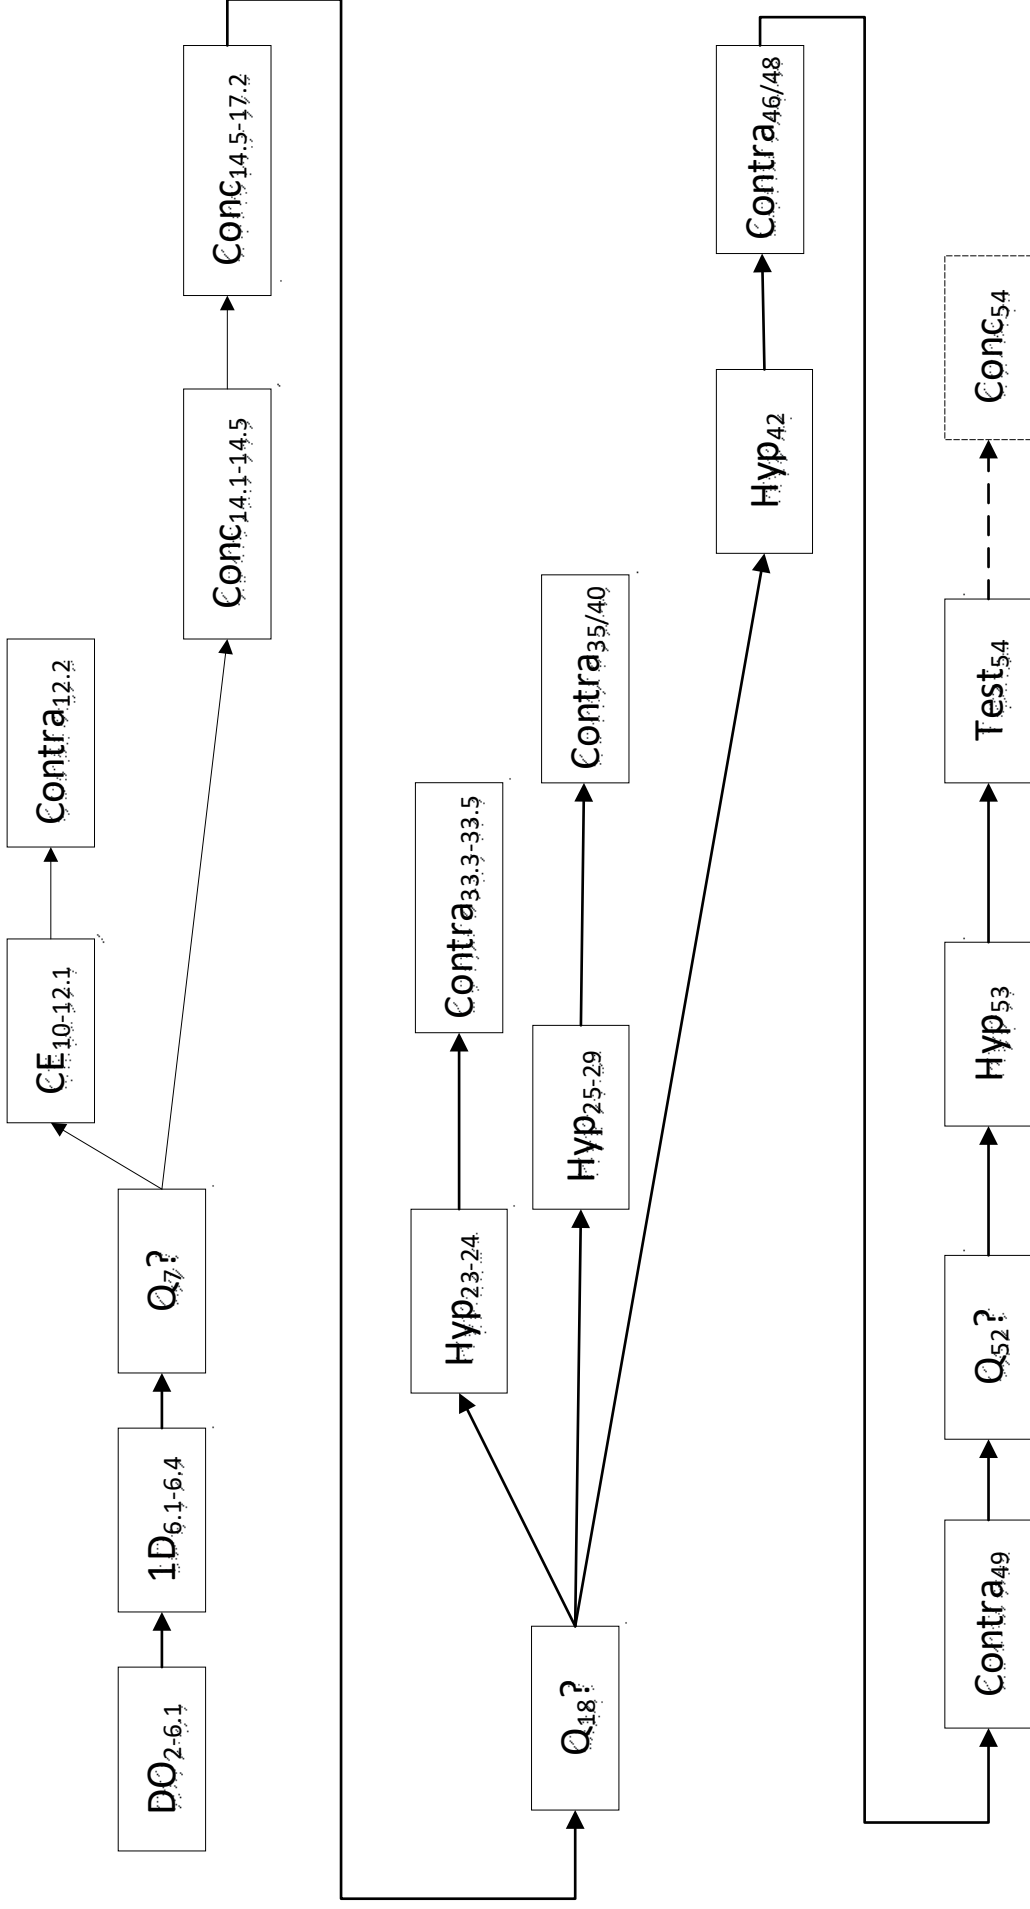 DO2-6.1
1D6.1-6.4
Q7?
CE10-12.1
Contra12.2
Conc14.1-14.5
Conc14.5-17.2
Q18?
Hyp23-24
Contra33.3-33.5
Hyp25-29
Contra35/40
Hyp42
Contra46/48
Contra49
Q52?
Hyp53
Test54
Conc54